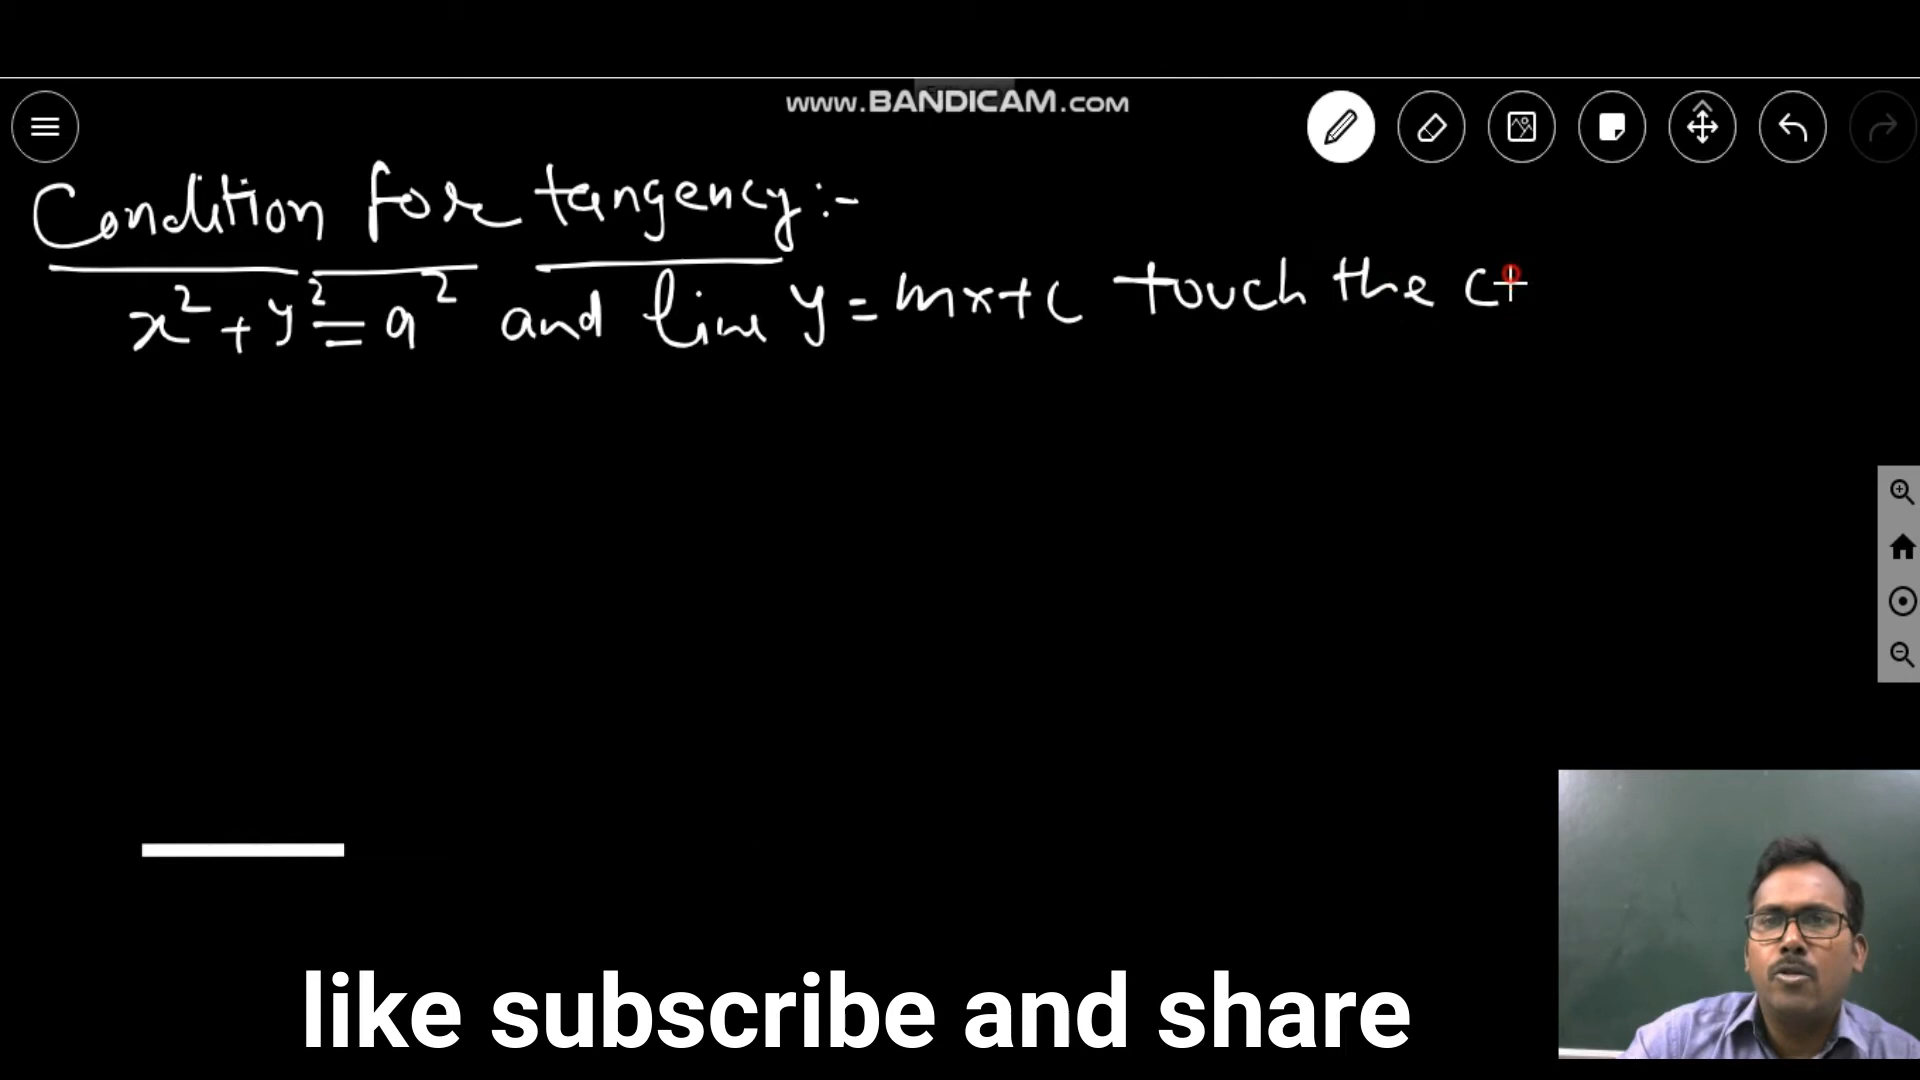 www.BANDICAM.com
Condition for tangency:-
x² + y² = a² and line y = mx+c touch the c
like subscribe and share